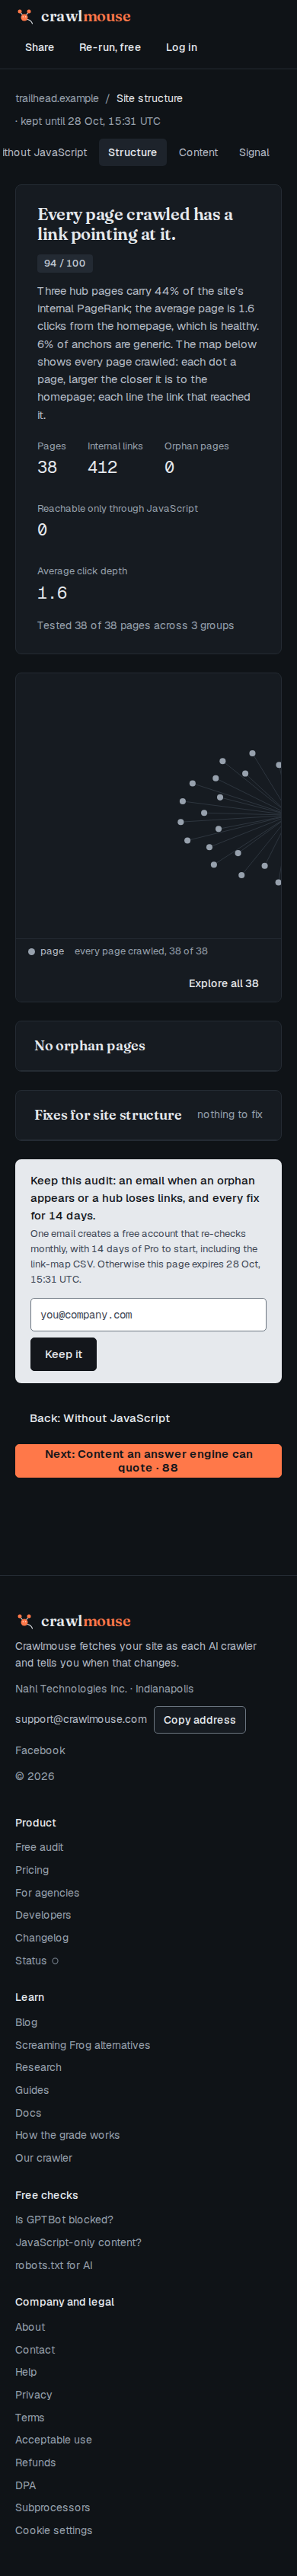 crawlmouse
Share Re-run, free Log in
trailhead.example / Site structure
· kept until 28 Oct, 15:31 UTC
ithout JavaScript Structure Content Signal
Every page crawled has a
link pointing at it.
94 / 100
Three hub pages carry 44% of the site's
internal PageRank; the average page is 1.6
clicks from the homepage, which is healthy.
6% of anchors are generic. The map below
shows every page crawled: each dot a
page, larger the closer it is to the
homepage; each line the link that reached
it.
Pages Internal links Orphan pages
38 412 0
Reachable only through JavaScript
0
Average click depth
1.6
Tested 38 of 38 pages across 3 groups
page every page crawled, 38 of 38
Explore all 38
No orphan pages
Fixes for site structure nothing to fix
Keep this audit: an email when an orphan
appears or a hub loses links, and every fix
for 14 days.
One email creates a free account that re-checks
monthly, with 14 days of Pro to start, including the
link-map CSV. Otherwise this page expires 28 Oct,
15:31 UTC.
you@company.com
Keep it
Back: Without JavaScript
Next: Content an answer engine can
quote · 88
crawlmouse
Crawlmouse fetches your site as each AI crawler
and tells you when that changes.
Nahl Technologies Inc. · Indianapolis
support@crawlmouse.com Copy address
Facebook
© 2026
Product
Free audit
Pricing
For agencies
Developers
Changelog
Status
Learn
Blog
Screaming Frog alternatives
Research
Guides
Docs
How the grade works
Our crawler
Free checks
Is GPTBot blocked?
JavaScript-only content?
robots.txt for AI
Company and legal
About
Contact
Help
Privacy
Terms
Acceptable use
Refunds
DPA
Subprocessors
Cookie settings